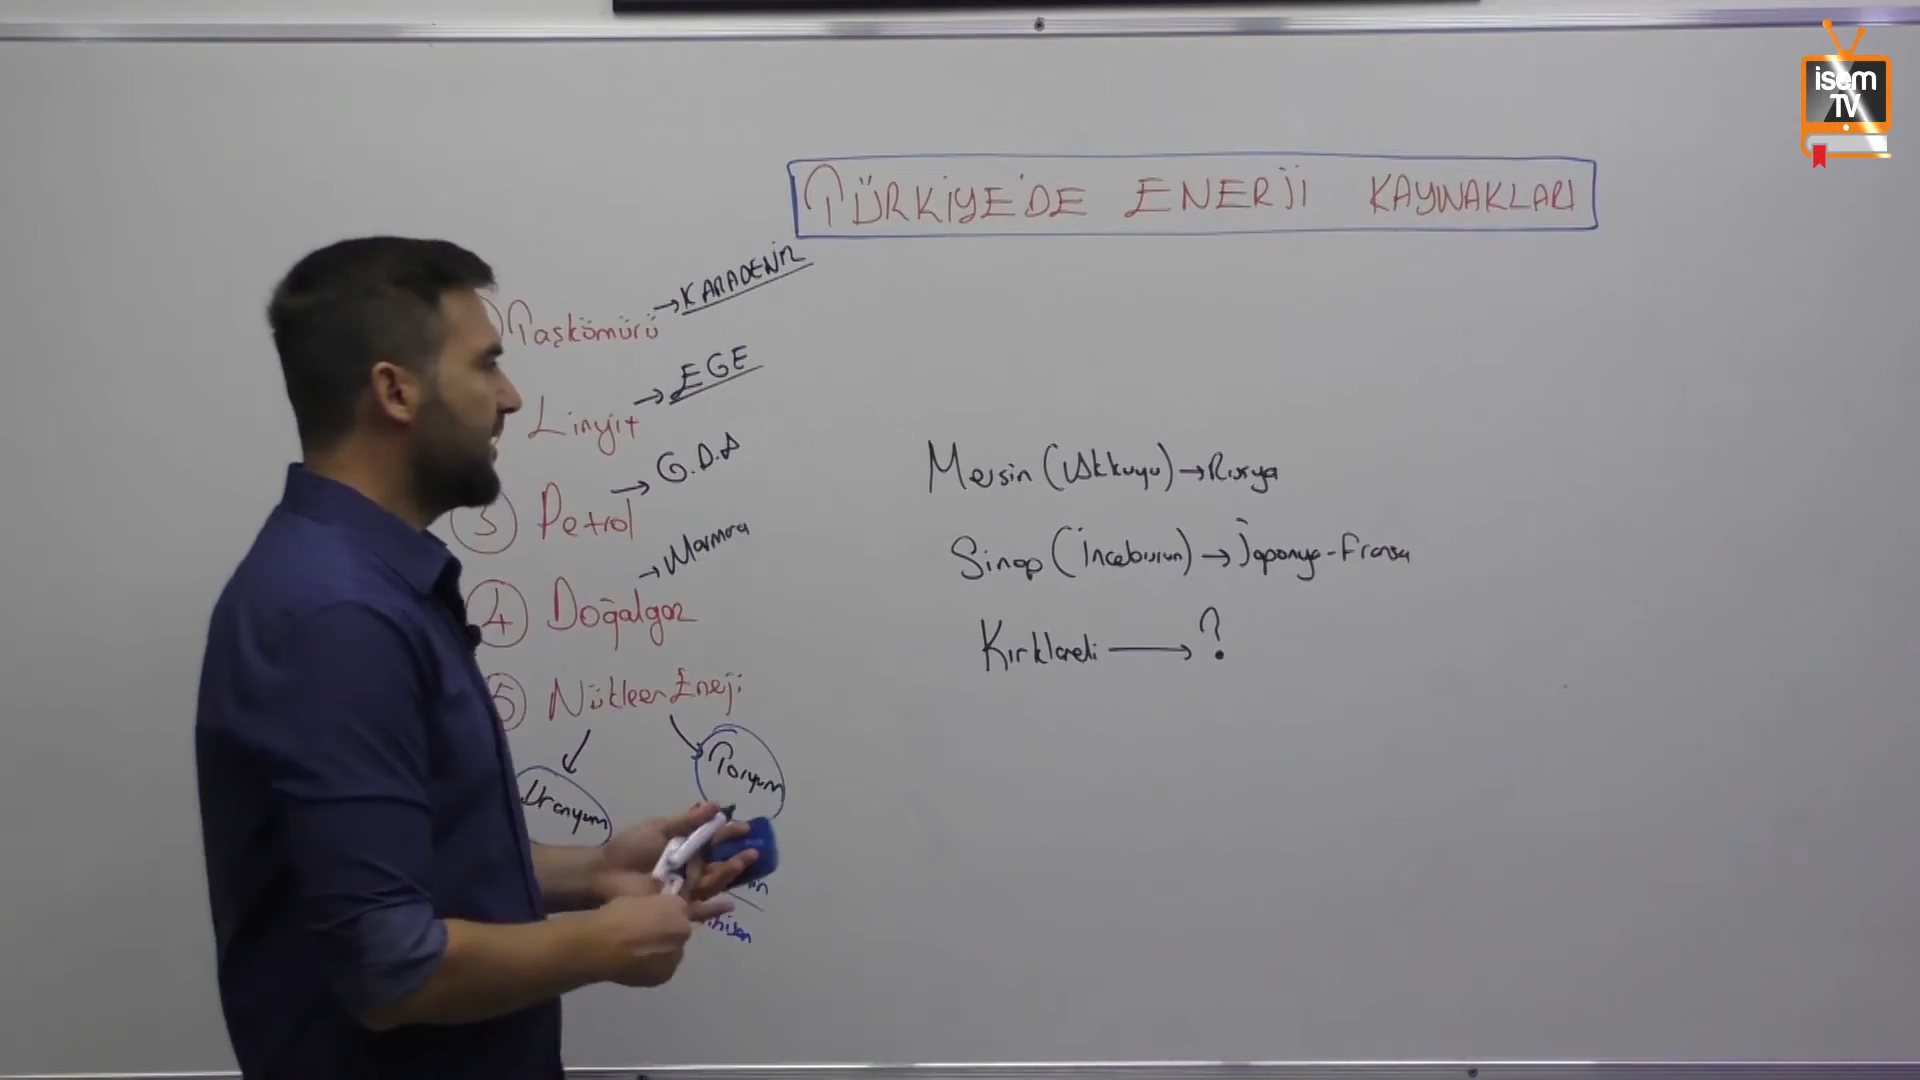 isem
TV
TÜRKİYE'DE ENERJİ KAYNAKLARI
Taşkömürü → KARADENİZ
Linyit → EGE
3 Petrol → G.D.A
4 Doğalgaz → Marmara
5 Nükleer Enerji
Uranyum
Toryum
Mersin (Akkuyu) → Rusya
Sinop (İnceburun) → Japonya - Fransa
Kırklareli → ?